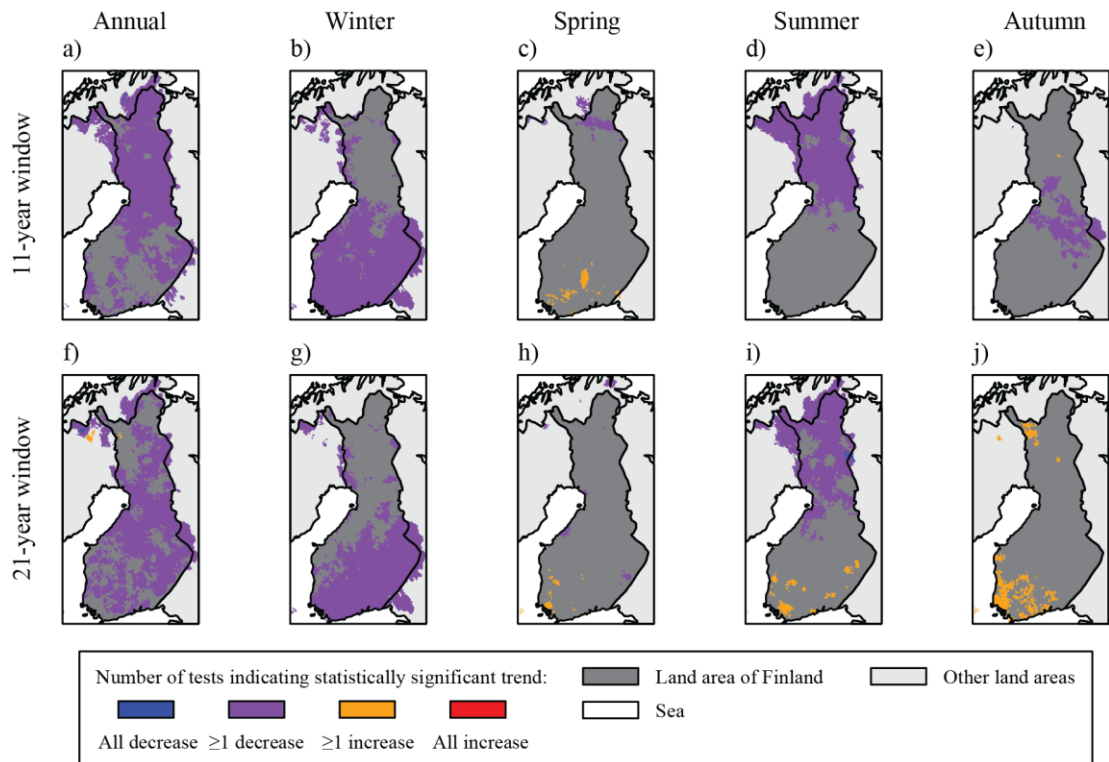 Annual Winter Spring Summer Autumn
a) b) c) d) e)
11-year window
f) g) h) i) j)
21-year window
Number of tests indicating statistically significant trend:
All decrease ≥1 decrease ≥1 increase All increase
Land area of Finland Other land areas
Sea